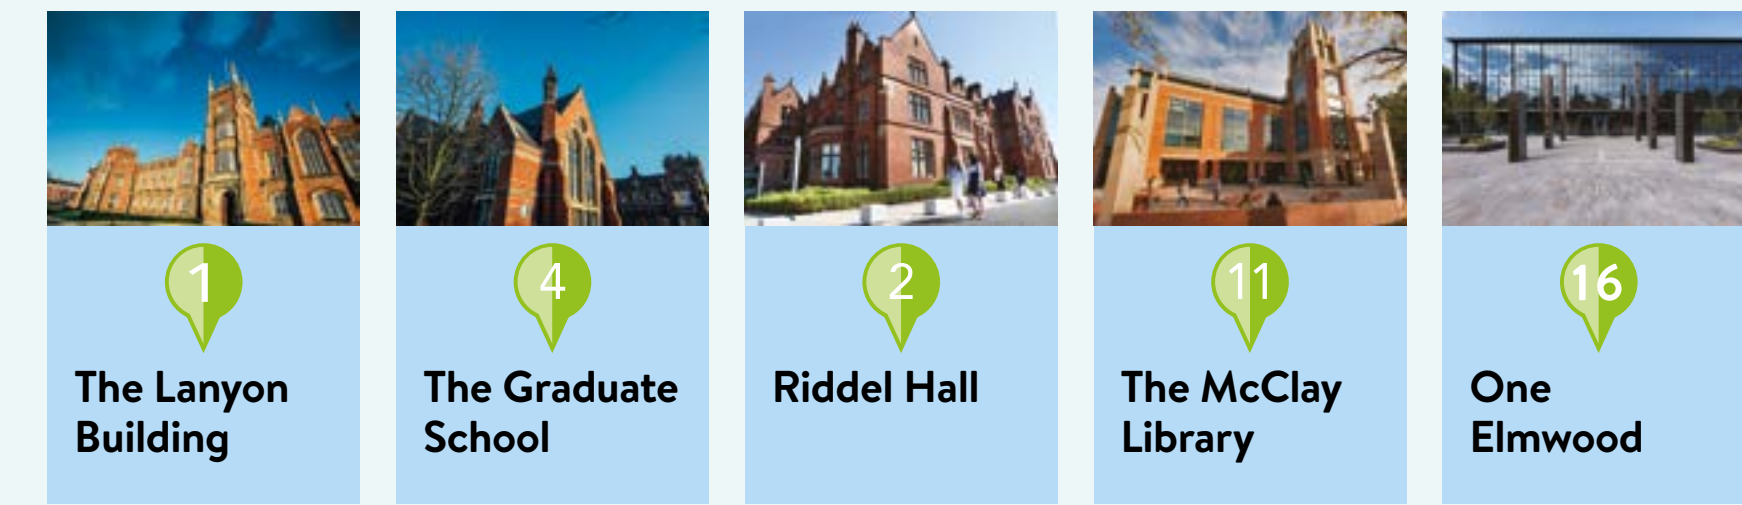 1
The Lanyon
Building
4
The Graduate
School
2
Riddel Hall
11
The McClay
Library
16
One
Elmwood